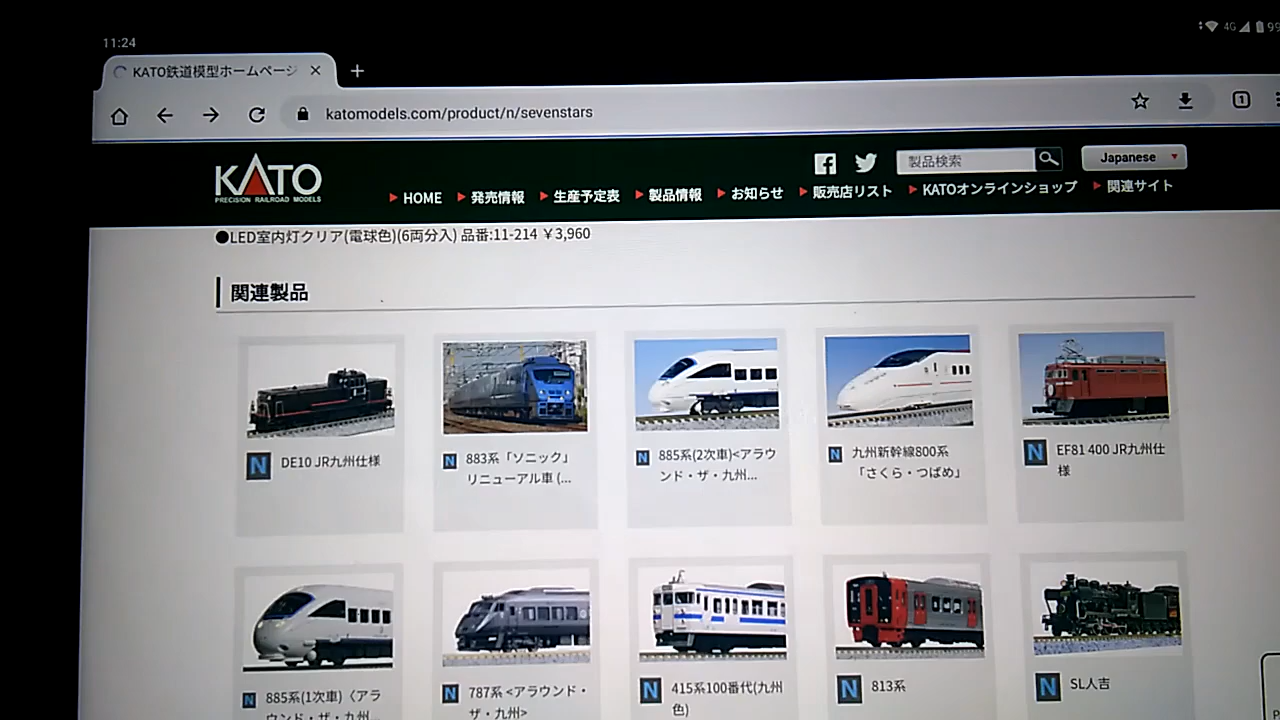 11:24
4G
99
KATO鉄道模型ホームページ
katomodels.com/product/n/sevenstars
1
KATO
PRECISION RAILROAD MODELS
製品検索
Japanese
HOME
発売情報
生産予定表
製品情報
お知らせ
販売店リスト
KATOオンラインショップ
関連サイト
●LED室内灯クリア(電球色)(6両分入) 品番:11-214 ￥3,960
関連製品
N DE10 JR九州仕様
N 883系「ソニック」
リニューアル車 (...
N 885系(2次車)<アラウ
ンド・ザ・九州...
N 九州新幹線800系
「さくら・つばめ」
N EF81 400 JR九州仕
様
N 885系(1次車)〈アラ
ウンド・ザ・九州...
N 787系 <アラウンド・
ザ・九州>
N 415系100番代(九州
色)
N 813系
N SL人吉